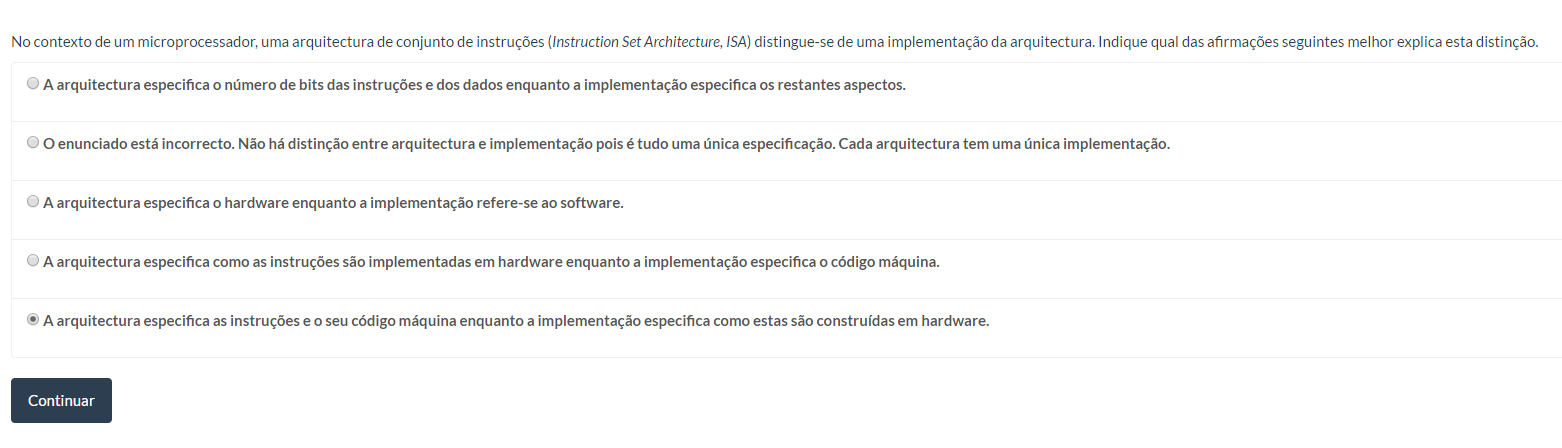 No contexto de um microprocessador, uma arquitectura de conjunto de instruções (Instruction Set Architecture, ISA) distingue-se de uma implementação da arquitectura. Indique qual das afirmações seguintes melhor explica esta distinção.
A arquitectura especifica o número de bits das instruções e dos dados enquanto a implementação especifica os restantes aspectos.
O enunciado está incorrecto. Não há distinção entre arquitectura e implementação pois é tudo uma única especificação. Cada arquitectura tem uma única implementação.
A arquitectura especifica o hardware enquanto a implementação refere-se ao software.
A arquitectura especifica como as instruções são implementadas em hardware enquanto a implementação especifica o código máquina.
A arquitectura especifica as instruções e o seu código máquina enquanto a implementação especifica como estas são construídas em hardware.
Continuar